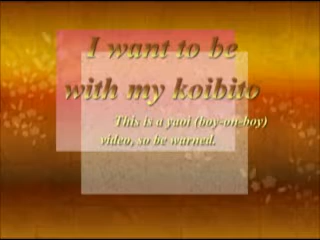 I want to be
with my koibito
This is a yaoi (boy-on-boy)
video, so be warned.